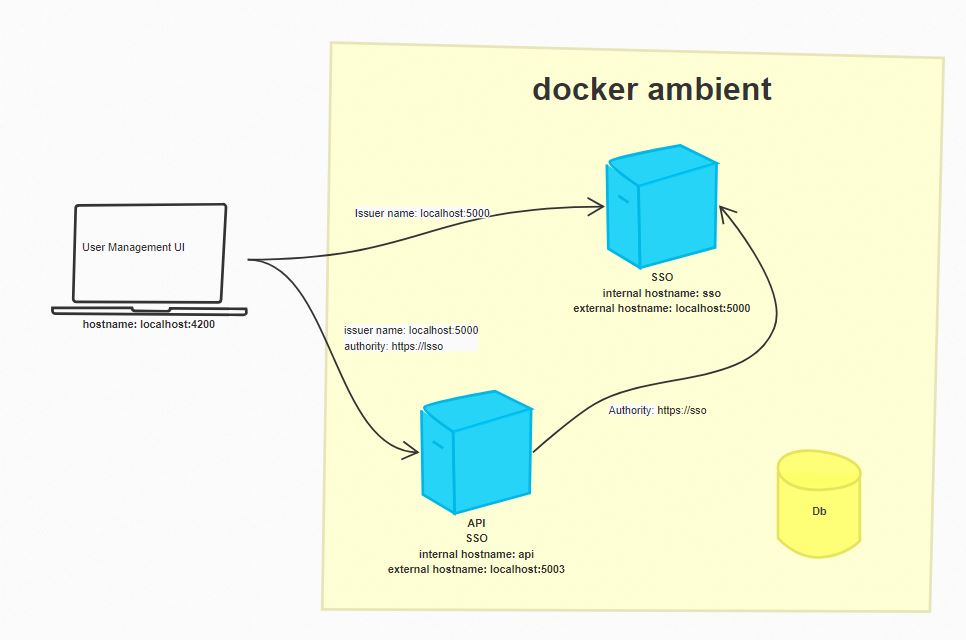 docker ambient
Issuer name: localhost:5000
User Management UI
hostname: localhost:4200
SSO
internal hostname: sso
external hostname: localhost:5000
issuer name: localhost:5000
authority: https://lsso
Authority: https://sso
Db
API
SSO
internal hostname: api
external hostname: localhost:5003